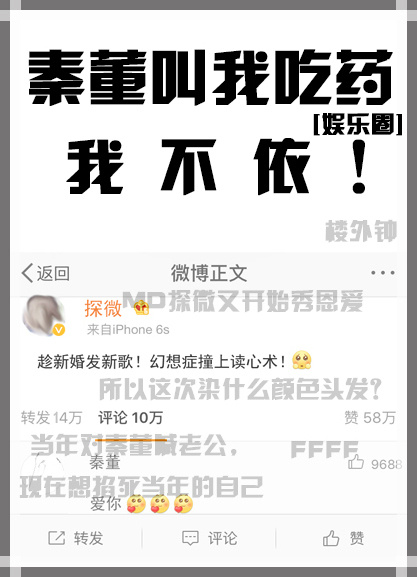 秦董叫我吃药
[娱乐圈]
我不依！
楼外钟
返回 微博正文 ···
探微
MD探微又开始秀恩爱
来自iPhone 6s
趁新婚发新歌！幻想症撞上读心术！
所以这次染什么颜色头发？
转发 14万 评论 10万 赞 58万
当年对秦董喊老公， FFFF
秦董 9688
现在想掐死当年的自己
爱你
转发 评论 赞